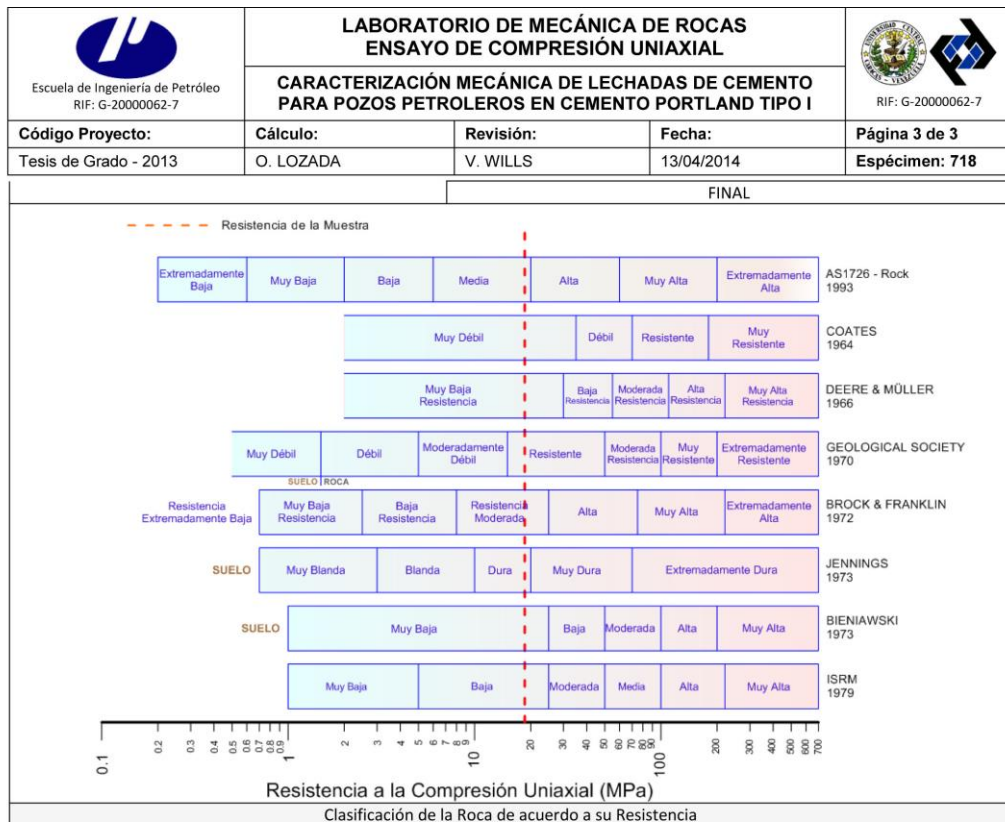 LABORATORIO DE MECÁNICA DE ROCAS
ENSAYO DE COMPRESIÓN UNIAXIAL
CARACTERIZACIÓN MECÁNICA DE LECHADAS DE CEMENTO
PARA POZOS PETROLEROS EN CEMENTO PORTLAND TIPO I
Escuela de Ingeniería de Petróleo
RIF: G-20000062-7
RIF: G-20000062-7
Código Proyecto: Cálculo: Revisión: Fecha: Página 3 de 3
Tesis de Grado - 2013 O. LOZADA V. WILLS 13/04/2014 Espécimen: 718
FINAL
Resistencia de la Muestra
Extremadamente
Baja
Muy Baja
Baja
Media
Alta
Muy Alta
Extremadamente
Alta
AS1726 - Rock
1993
Muy Débil
Débil
Resistente
Muy
Resistente
COATES
1964
Muy Baja
Resistencia
Baja
Resistencia
Moderada
Resistencia
Alta
Resistencia
Muy Alta
Resistencia
DEERE & MÜLLER
1966
Muy Débil
Débil
Moderadamente
Débil
Resistente
Moderada
Resistencia
Muy
Resistente
Extremadamente
Resistente
GEOLOGICAL SOCIETY
1970
SUELO ROCA
Resistencia
Extremadamente Baja
Muy Baja
Resistencia
Baja
Resistencia
Resistencia
Moderada
Alta
Muy Alta
Extremadamente
Alta
BROCK & FRANKLIN
1972
SUELO
Muy Blanda
Blanda
Dura
Muy Dura
Extremadamente Dura
JENNINGS
1973
SUELO
Muy Baja
Baja
Moderada
Alta
Muy Alta
BIENIAWSKI
1973
Muy Baja
Baja
Moderada
Media
Alta
Muy Alta
ISRM
1979
0.1 0.2 0.3 0.4 0.5 0.6 0.7 0.8 0.9 1 2 3 4 5 6 7 8 9 10 20 30 40 50 60 70 80 90 100 200 300 400 500 600 700
Resistencia a la Compresión Uniaxial (MPa)
Clasificación de la Roca de acuerdo a su Resistencia